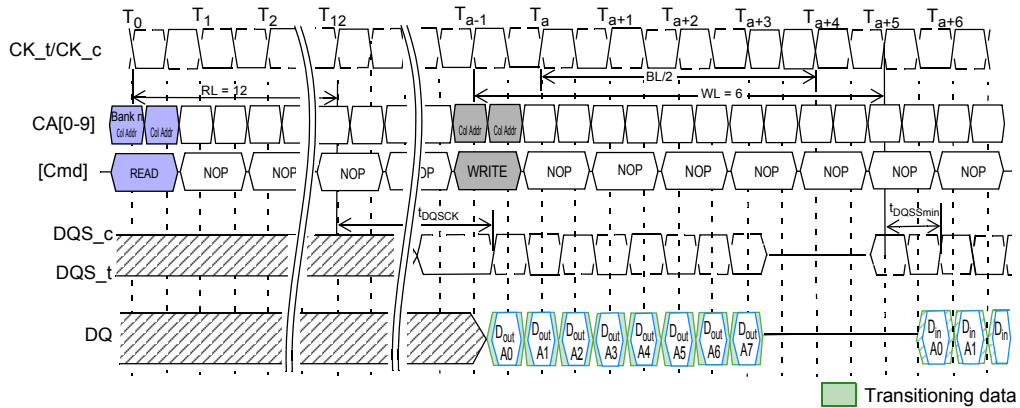 T0 T1 T2 T12 Ta-1 Ta Ta+1 Ta+2 Ta+3 Ta+4 Ta+5 Ta+6
CK_t/CK_c
BL/2
RL = 12 WL = 6
CA[0-9] Bank n Col Addr Col Addr Col Addr Col Addr
[Cmd] READ NOP NOP NOP NOP WRITE NOP NOP NOP NOP NOP NOP NOP
tDQSCK tDQSSmin
DQS_c
DQS_t
DQ Dout A0 Dout A1 Dout A2 Dout A3 Dout A4 Dout A5 Dout A6 Dout A7 Din A0 Din A1 Din
Transitioning data